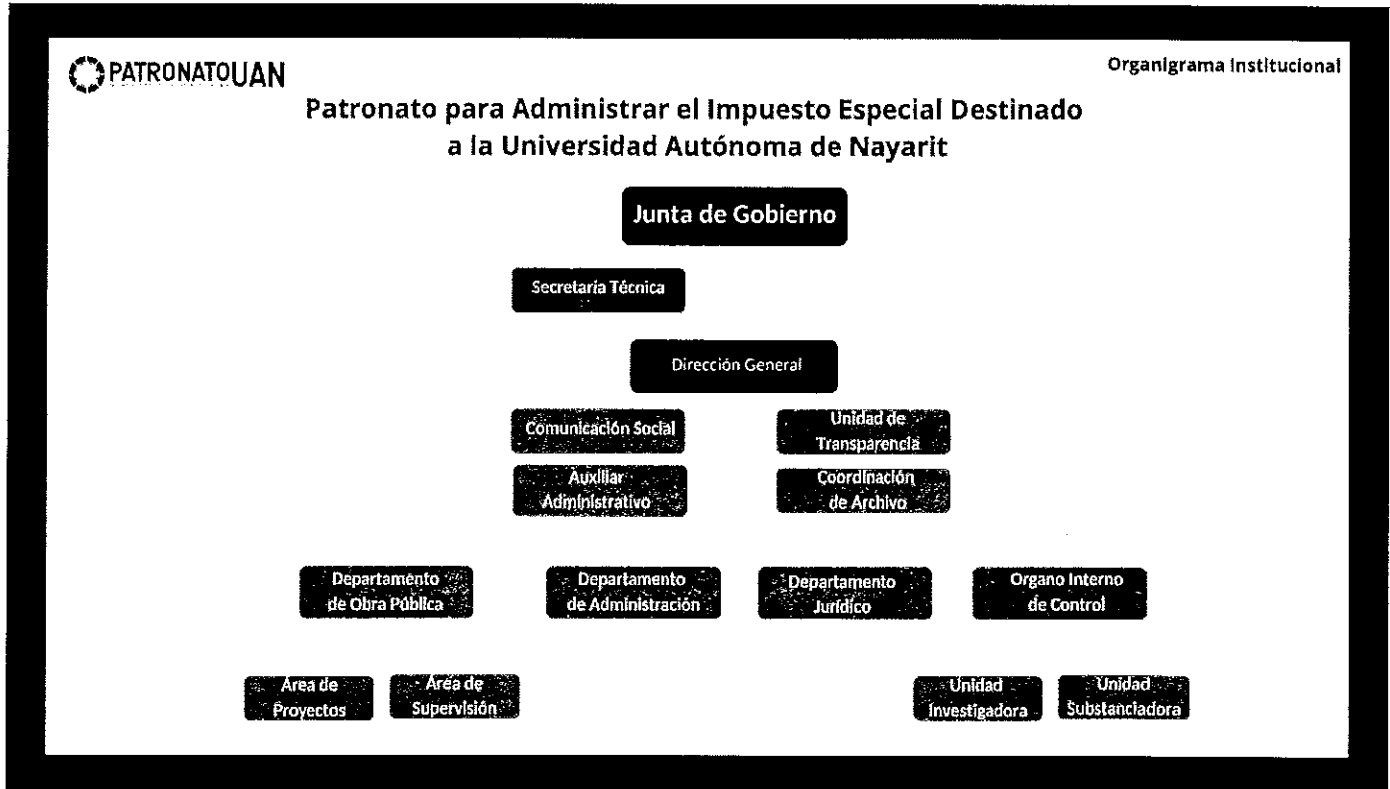 PATRONATOUAN
Organigrama Institucional
Patronato para Administrar el Impuesto Especial Destinado
a la Universidad Autónoma de Nayarit
Junta de Gobierno
Secretaría Técnica
Dirección General
Comunicación Social
Unidad de
Transparencia
Auxiliar
Administrativo
Coordinación
de Archivo
Departamento
de Obra Pública
Departamento
de Administración
Departamento
Jurídico
Organo Interno
de Control
Área de
Proyectos
Área de
Supervisión
Unidad
Investigadora
Unidad
Substanciadora